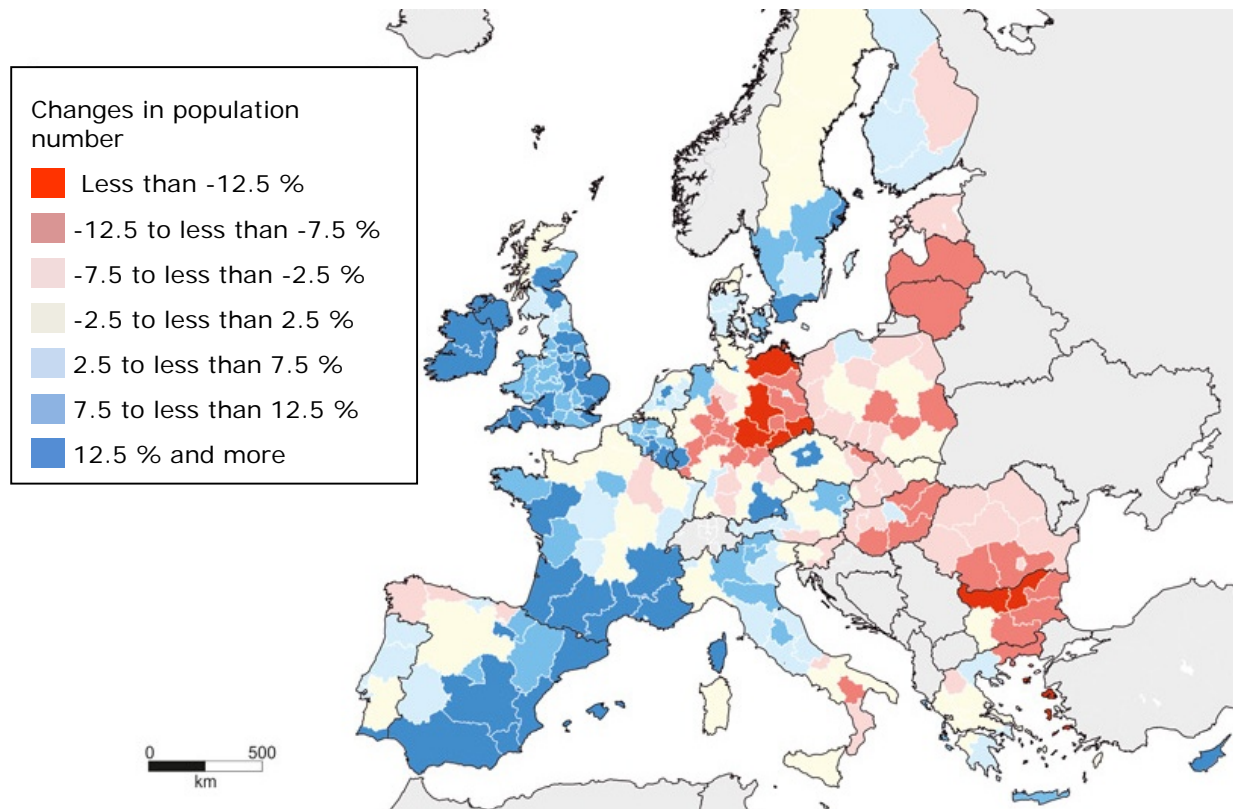 Changes in population
number
Less than -12.5 %
-12.5 to less than -7.5 %
-7.5 to less than -2.5 %
-2.5 to less than 2.5 %
2.5 to less than 7.5 %
7.5 to less than 12.5 %
12.5 % and more
0 500
km